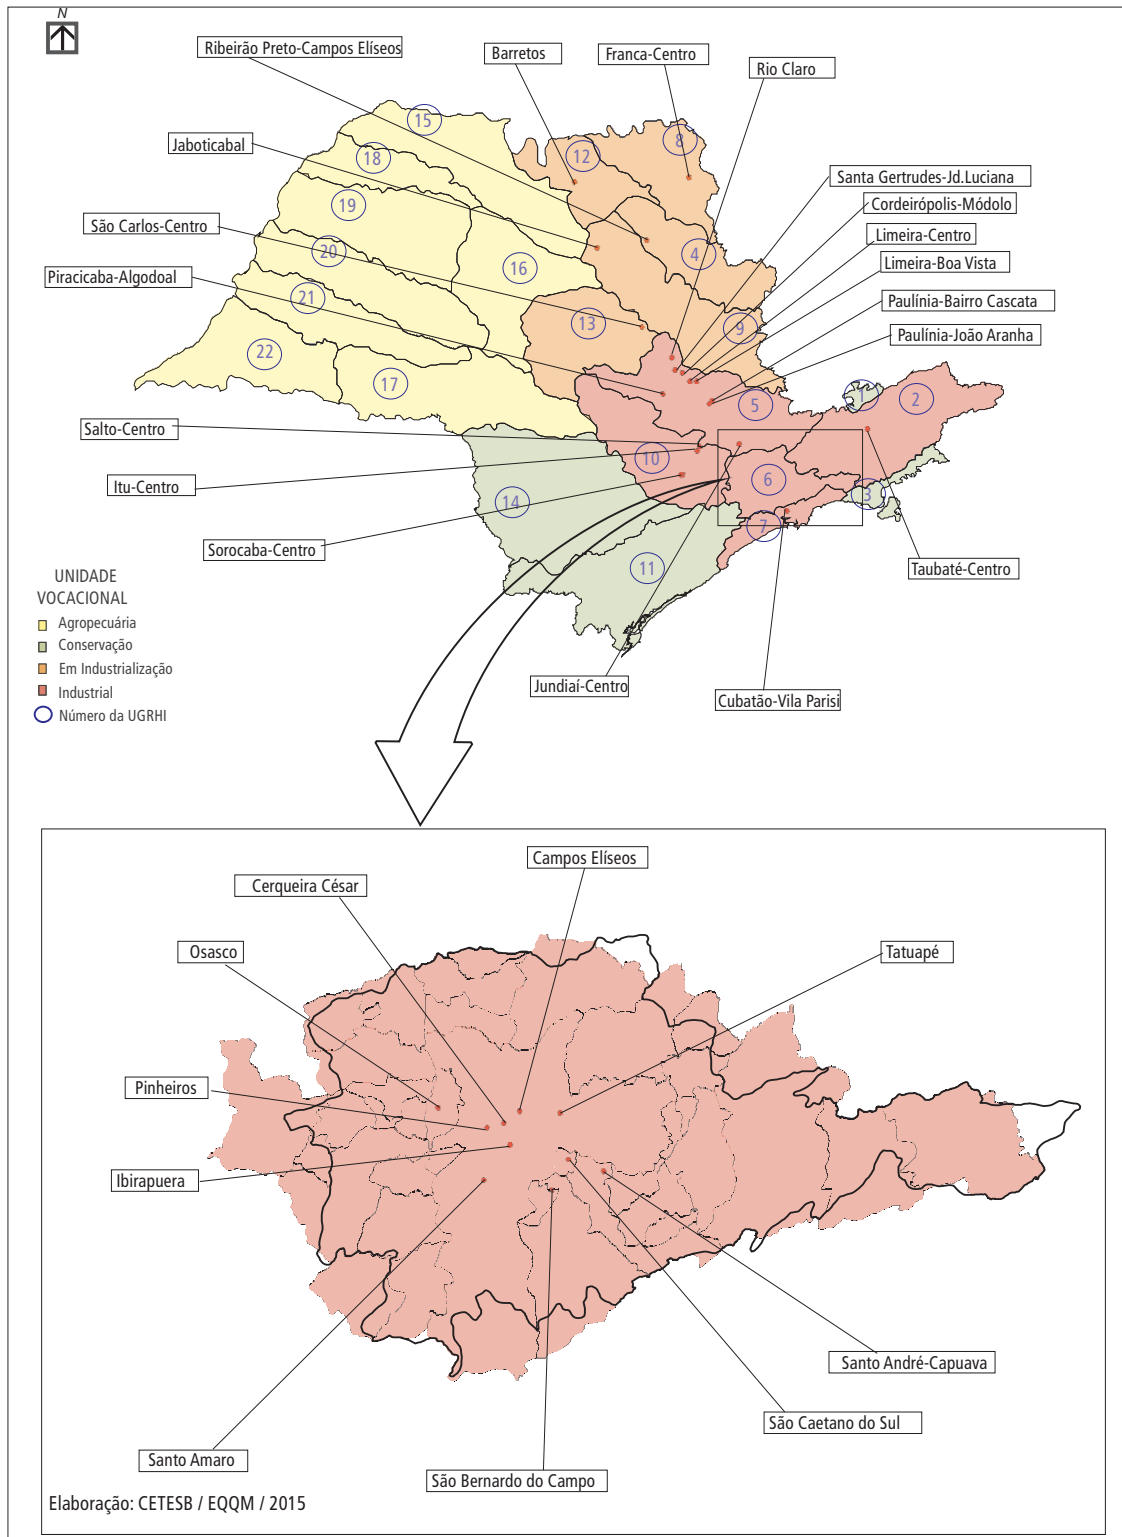 N
Ribeirão Preto-Campos Elíseos
Barretos
Franca-Centro
Rio Claro
Jaboticabal
Santa Gertrudes-Jd.Luciana
Cordeirópolis-Módolo
São Carlos-Centro
Limeira-Centro
Limeira-Boa Vista
Piracicaba-Algodoal
Paulínia-Bairro Cascata
Paulínia-João Aranha
15
18
12
8
19
20
16
4
21
13
9
22
17
5
1
2
Salto-Centro
10
6
3
Itu-Centro
14
7
Sorocaba-Centro
11
Taubaté-Centro
UNIDADE
VOCACIONAL
Agropecuária
Conservação
Em Industrialização
Industrial
Número da UGRHI
Jundiaí-Centro
Cubatão-Vila Parisi
Campos Elíseos
Cerqueira César
Osasco
Tatuapé
Pinheiros
Ibirapuera
Santo André-Capuava
São Caetano do Sul
Santo Amaro
São Bernardo do Campo
Elaboração: CETESB / EQQM / 2015